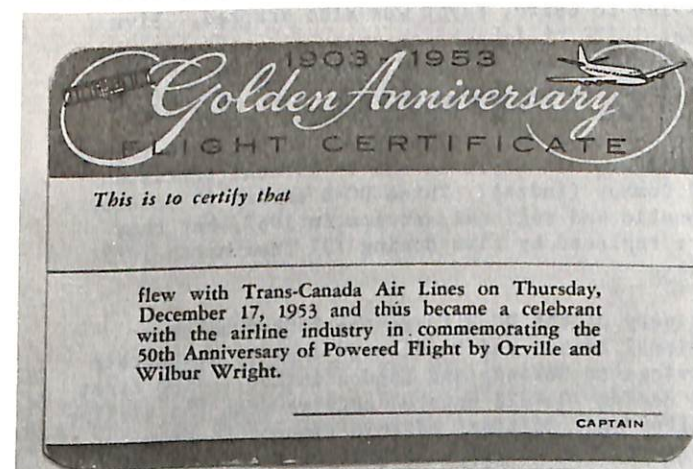 1903-1953
Golden Anniversary
FLIGHT CERTIFICATE
This is to certify that
flew with Trans-Canada Air Lines on Thursday,
December 17, 1953 and thus became a celebrant
with the airline industry in commemorating the
50th Anniversary of Powered Flight by Orville and
Wilbur Wright.
CAPTAIN